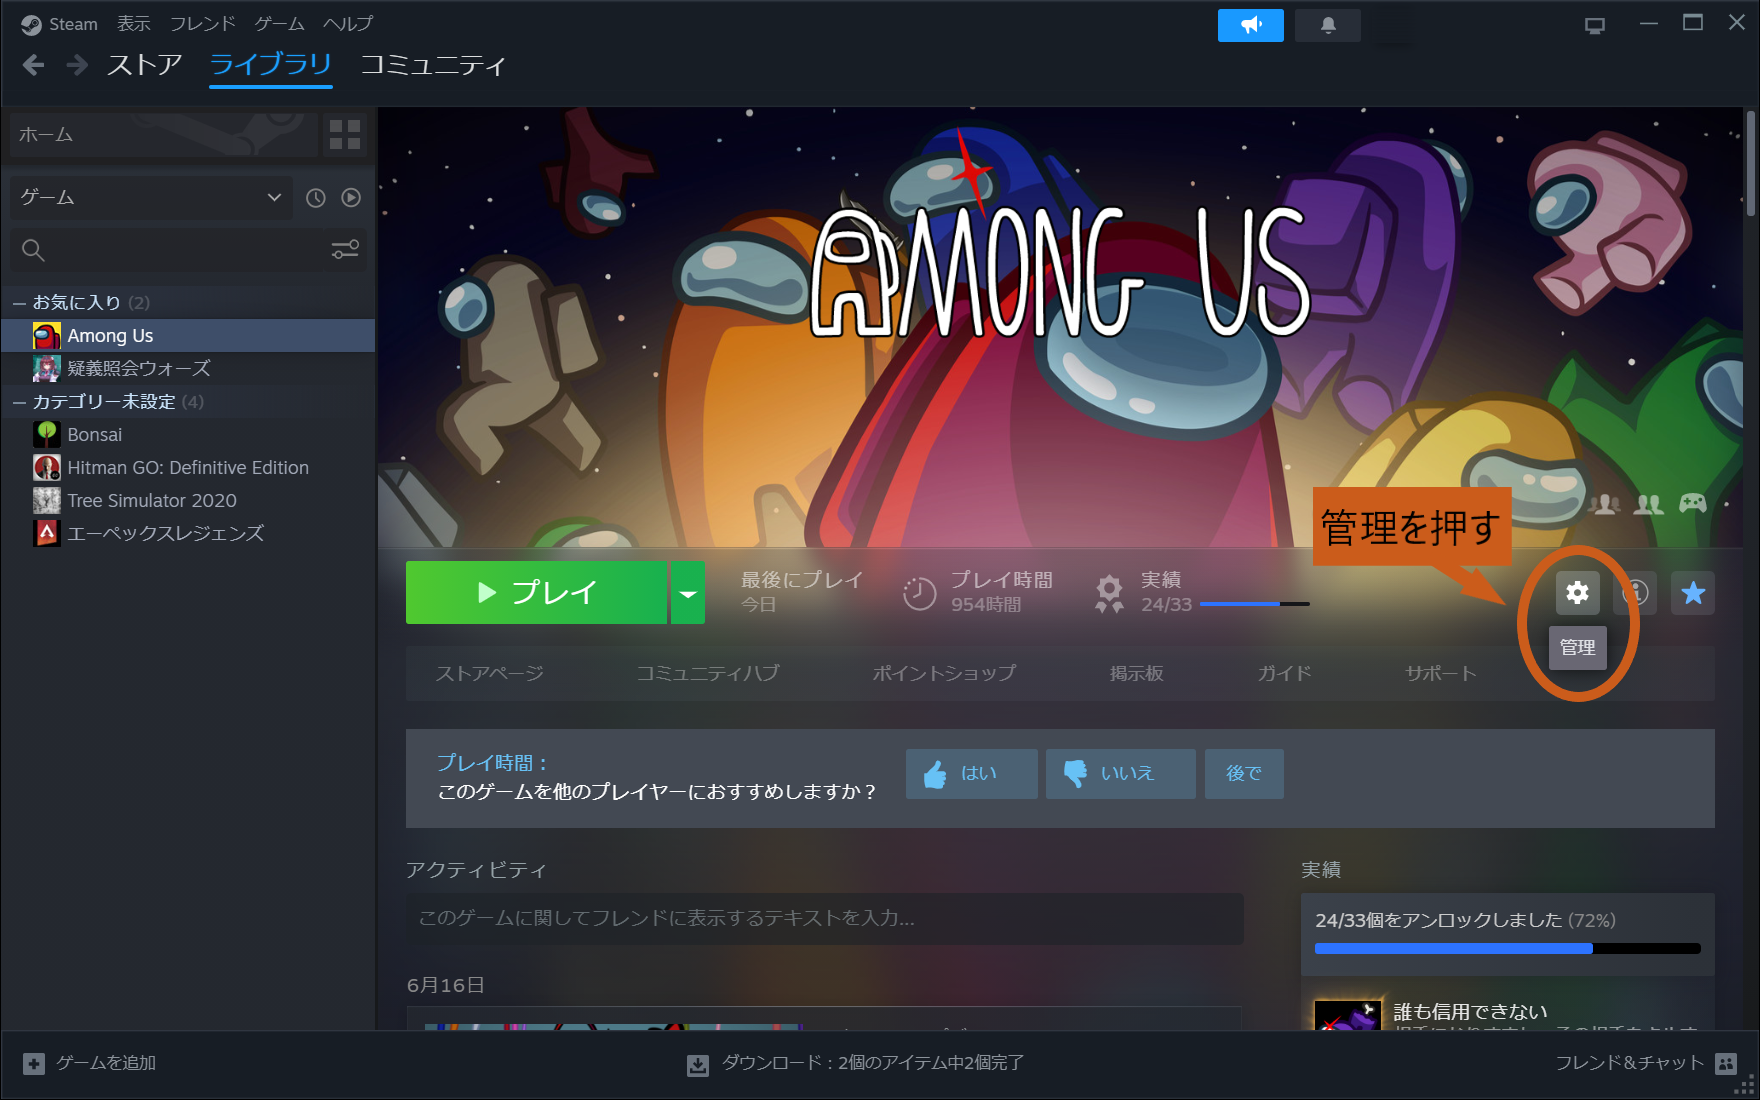 Steam 表示 フレンド ゲーム ヘルプ
ストア ライブラリ コミュニティ
ホーム
ゲーム
お気に入り (2)
Among Us
疑義照会ウォーズ
カテゴリー未設定 (4)
Bonsai
Hitman GO: Definitive Edition
Tree Simulator 2020
エーペックスレジェンズ
AMONG US
管理を押す
プレイ
最後にプレイ
今日
プレイ時間
954時間
実績
24/33
管理
ストアページ コミュニティハブ ポイントショップ 掲示板 ガイド サポート
プレイ時間：
このゲームを他のプレイヤーにおすすめしますか？
はい いいえ 後で
アクティビティ
このゲームに関してフレンドに表示するテキストを入力...
6月16日
実績
24/33個をアンロックしました (72%)
誰も信用できない
ゲームを追加
ダウンロード：2個のアイテム中2個完了
フレンド&チャット